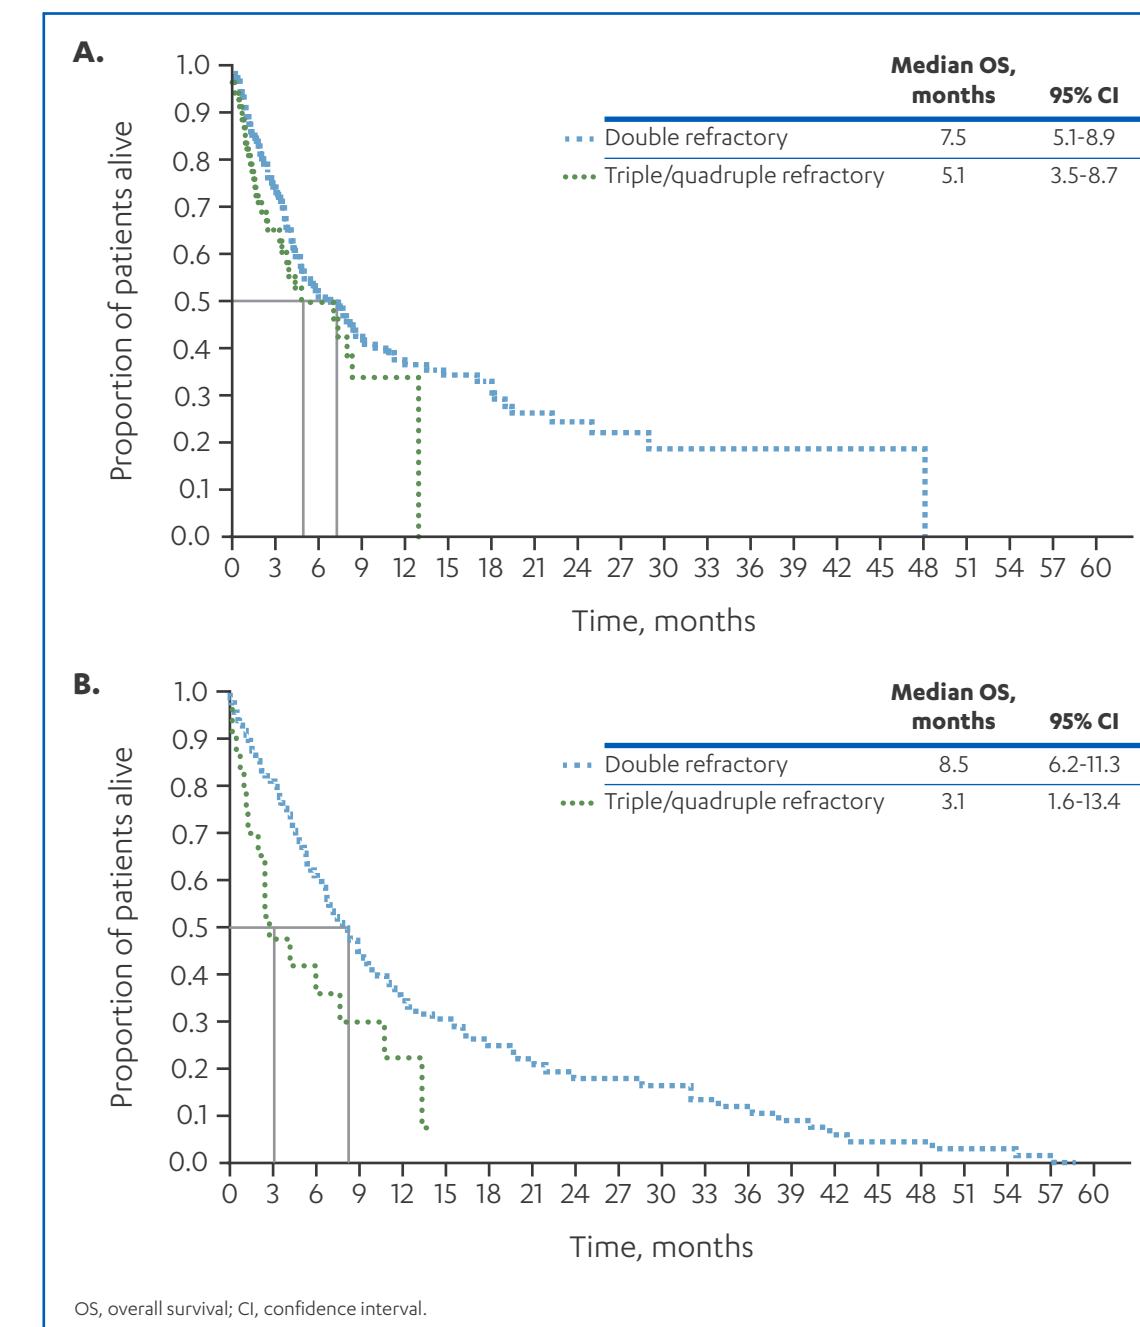 A.
Median OS, months 95% CI
Double refractory 7.5 5.1-8.9
Triple/quadruple refractory 5.1 3.5-8.7
Proportion of patients alive
1.0
0.9
0.8
0.7
0.6
0.5
0.4
0.3
0.2
0.1
0.0
0 3 6 9 12 15 18 21 24 27 30 33 36 39 42 45 48 51 54 57 60
Time, months
B.
Median OS, months 95% CI
Double refractory 8.5 6.2-11.3
Triple/quadruple refractory 3.1 1.6-13.4
Proportion of patients alive
1.0
0.9
0.8
0.7
0.6
0.5
0.4
0.3
0.2
0.1
0.0
0 3 6 9 12 15 18 21 24 27 30 33 36 39 42 45 48 51 54 57 60
Time, months
OS, overall survival; CI, confidence interval.